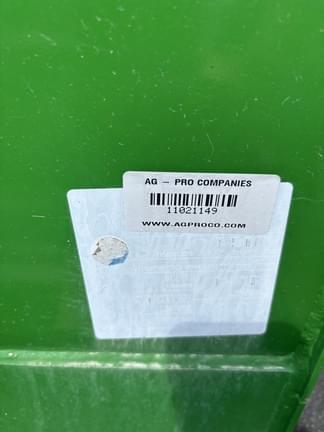 AG – PRO COMPANIES
11021149
WWW.AGPROCO.COM